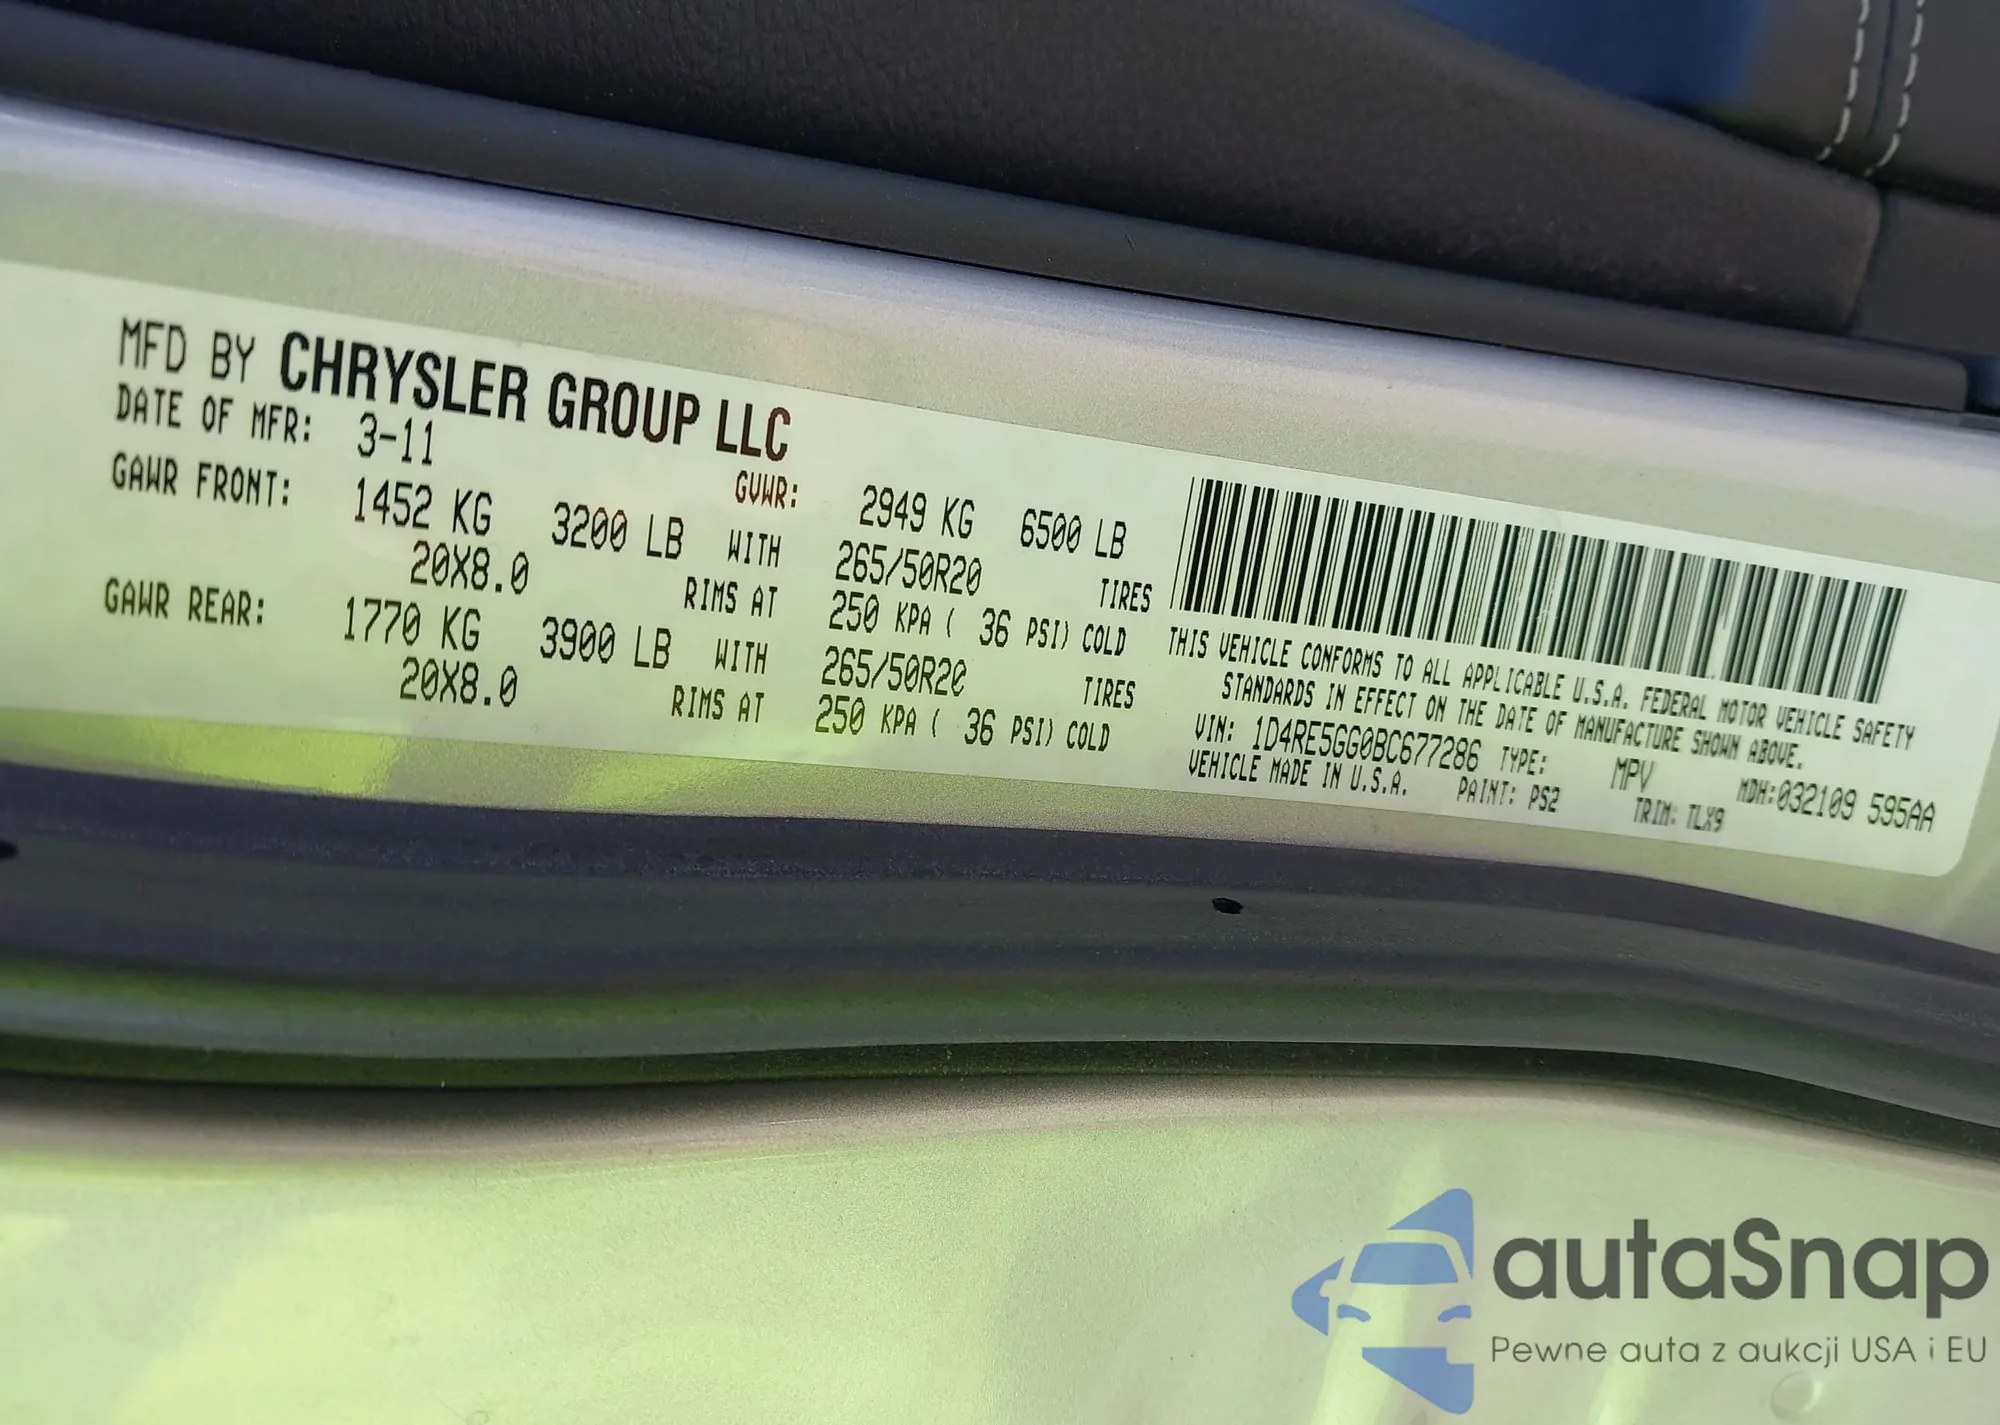 MFD BY CHRYSLER GROUP LLC
DATE OF MFR: 3-11 GVWR: 2949 KG 6500 LB
GAWR FRONT: 1452 KG 3200 LB WITH 265/50R20 TIRES
20X8.0 RIMS AT 250 KPA ( 36 PSI) COLD
GAWR REAR: 1770 KG 3900 LB WITH 265/50R20 TIRES
20X8.0 RIMS AT 250 KPA ( 36 PSI) COLD
THIS VEHICLE CONFORMS TO ALL APPLICABLE U.S.A. FEDERAL MOTOR VEHICLE SAFETY
STANDARDS IN EFFECT ON THE DATE OF MANUFACTURE SHOWN ABOVE.
VIN: 1D4RE5GG0BC677286 TYPE: MPV MDH:032109 595AA
VEHICLE MADE IN U.S.A. PAINT: PS2 TRIM: TLX9
autaSnap
Pewne auta z aukcji USA i EU